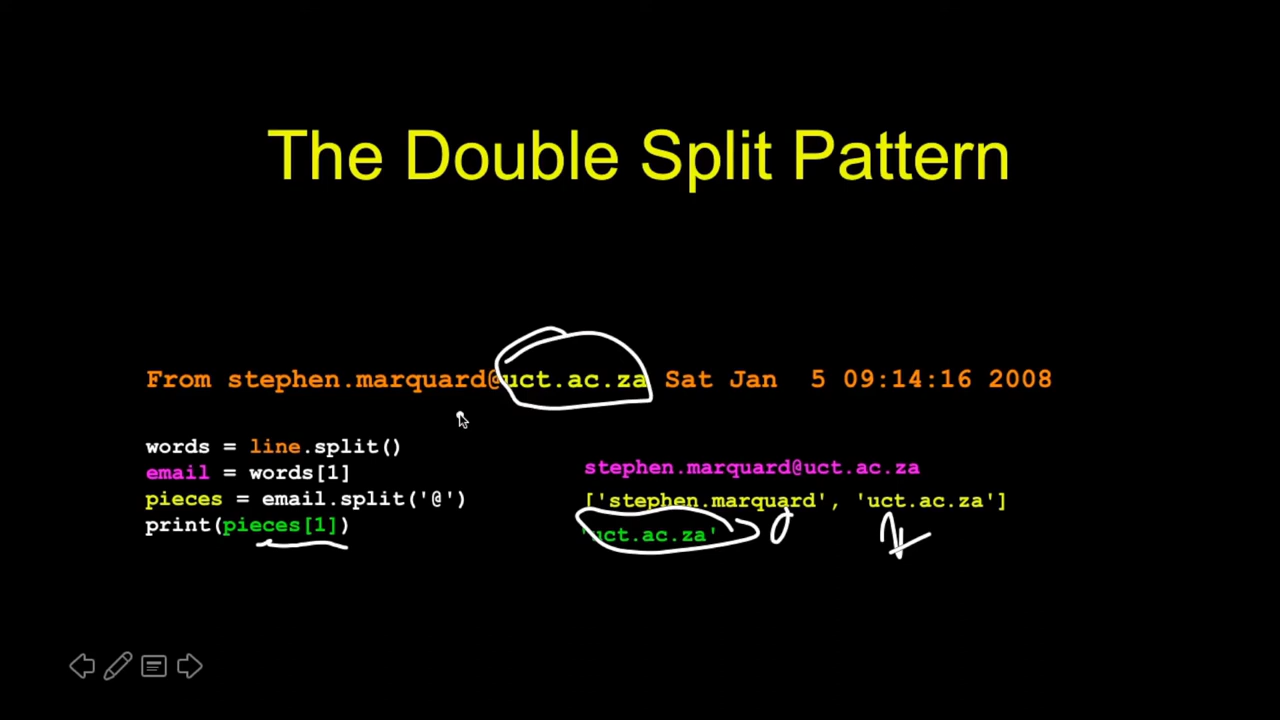 The Double Split Pattern
From stephen.marquard@uct.ac.za Sat Jan  5 09:14:16 2008
words = line.split()
email = words[1]
pieces = email.split('@')
print(pieces[1])
stephen.marquard@uct.ac.za
['stephen.marquard', 'uct.ac.za']
'uct.ac.za'
0